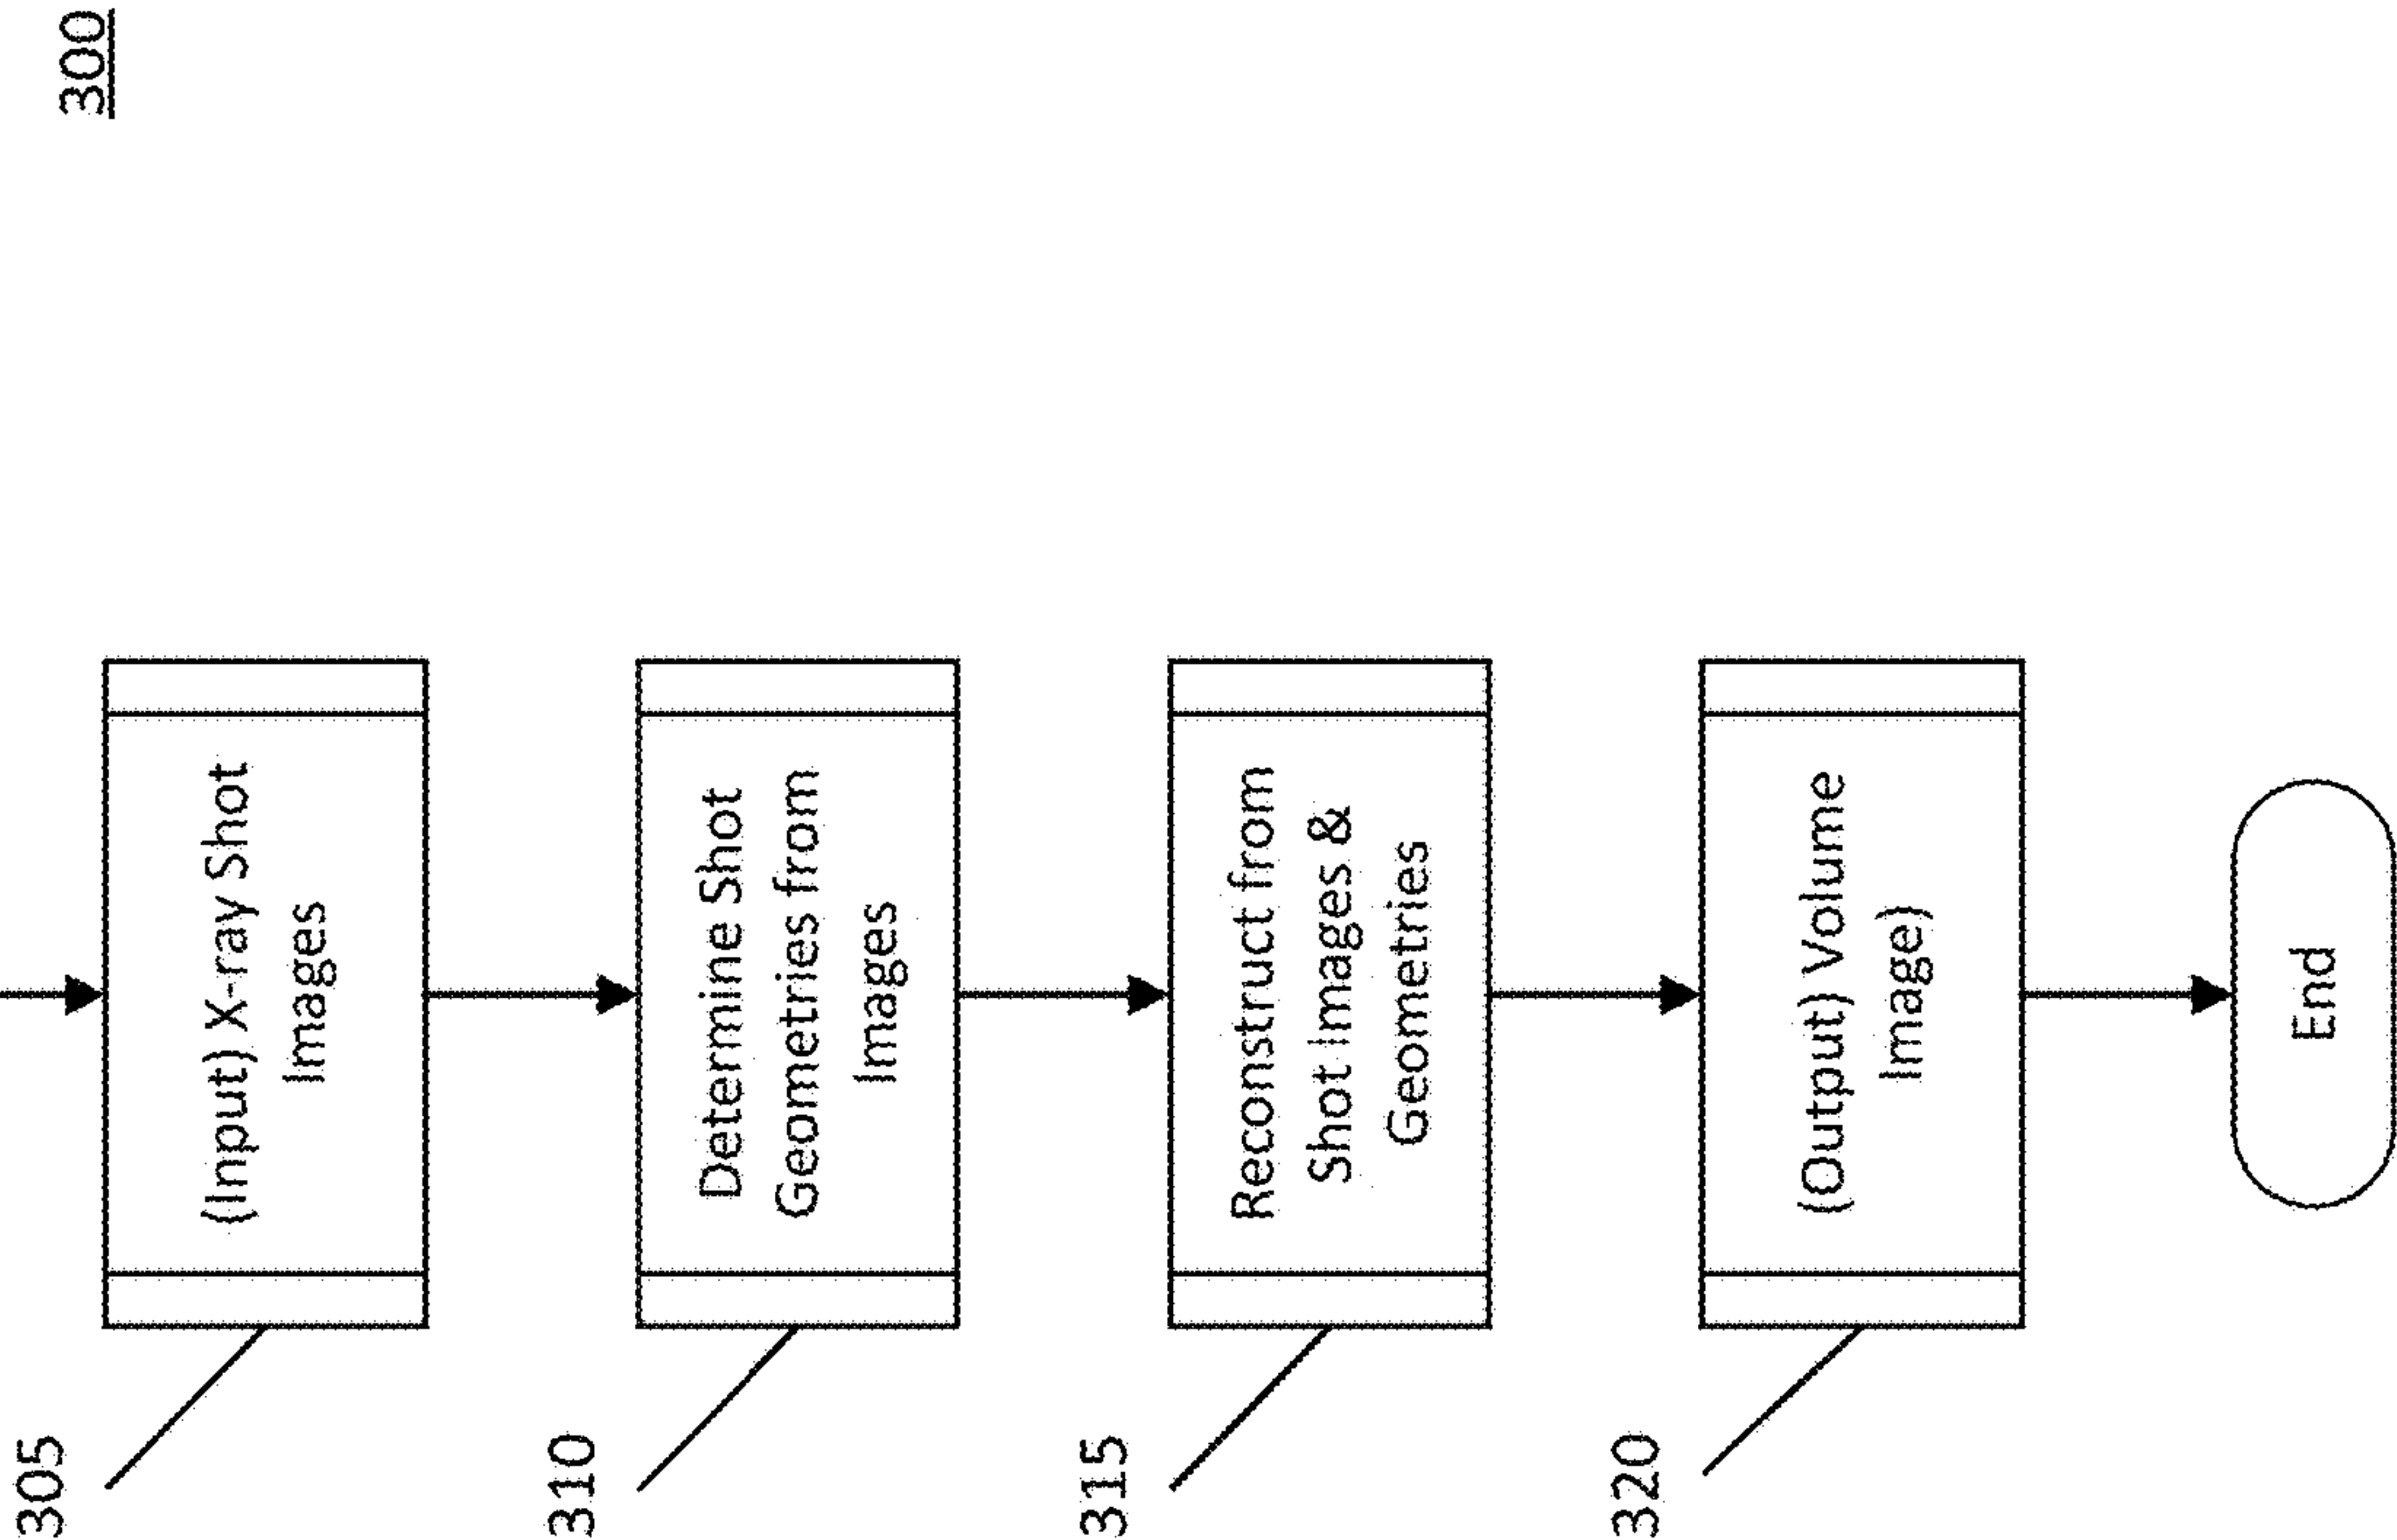 300
305
(Input) X-ray Shot
Images
310
Determine Shot
Geometries from
Images
315
Reconstruct from
Shot Images &
Geometries
320
(Output) Volume
Image)
End